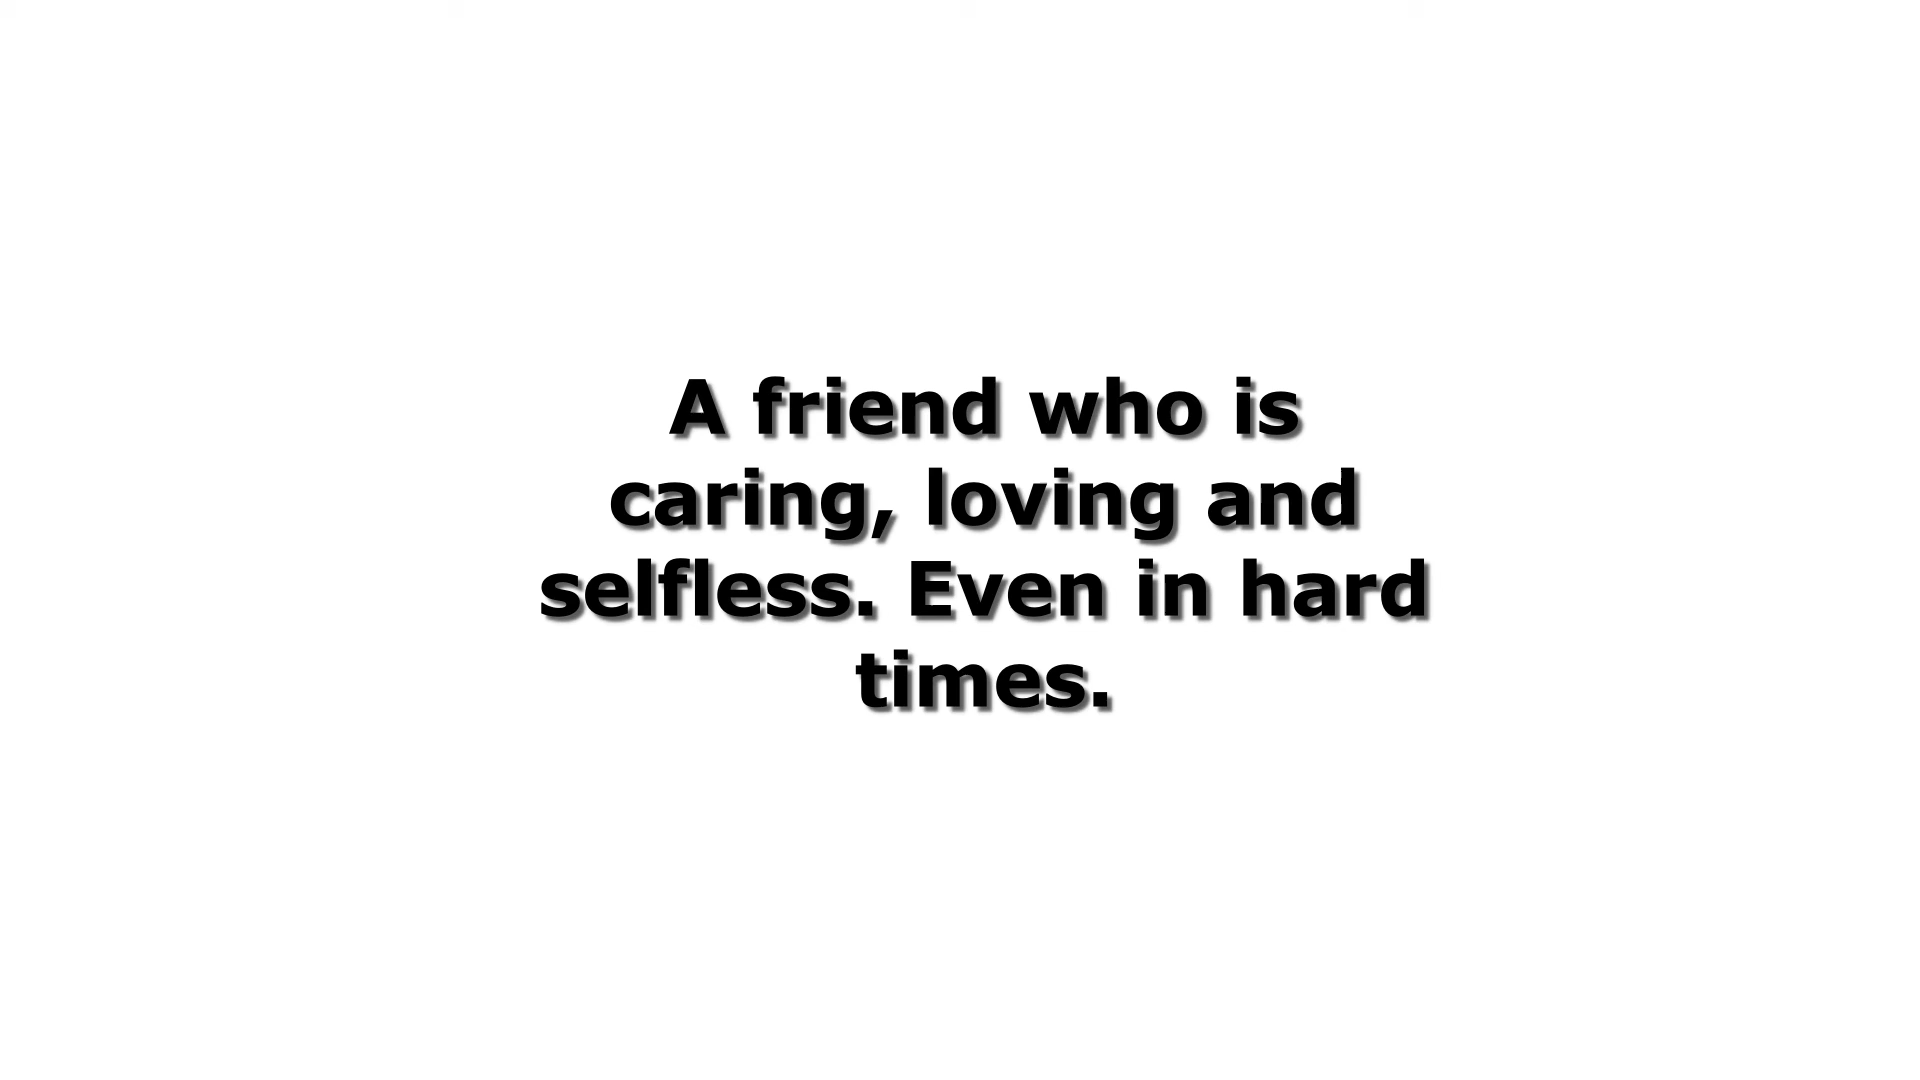 A friend who is
caring, loving and
selfless. Even in hard
times.